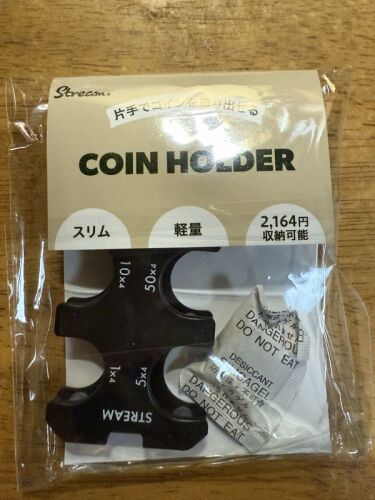 Stream
片手でコインを取り出せる
COIN HOLDER
スリム
軽量
2,164円
収納可能
10×4
50×4
1×4
5×4
STREAM
DANGEROU
DO NOT EAT
DESICCANT
DANGEROUS
DO NOT EAT